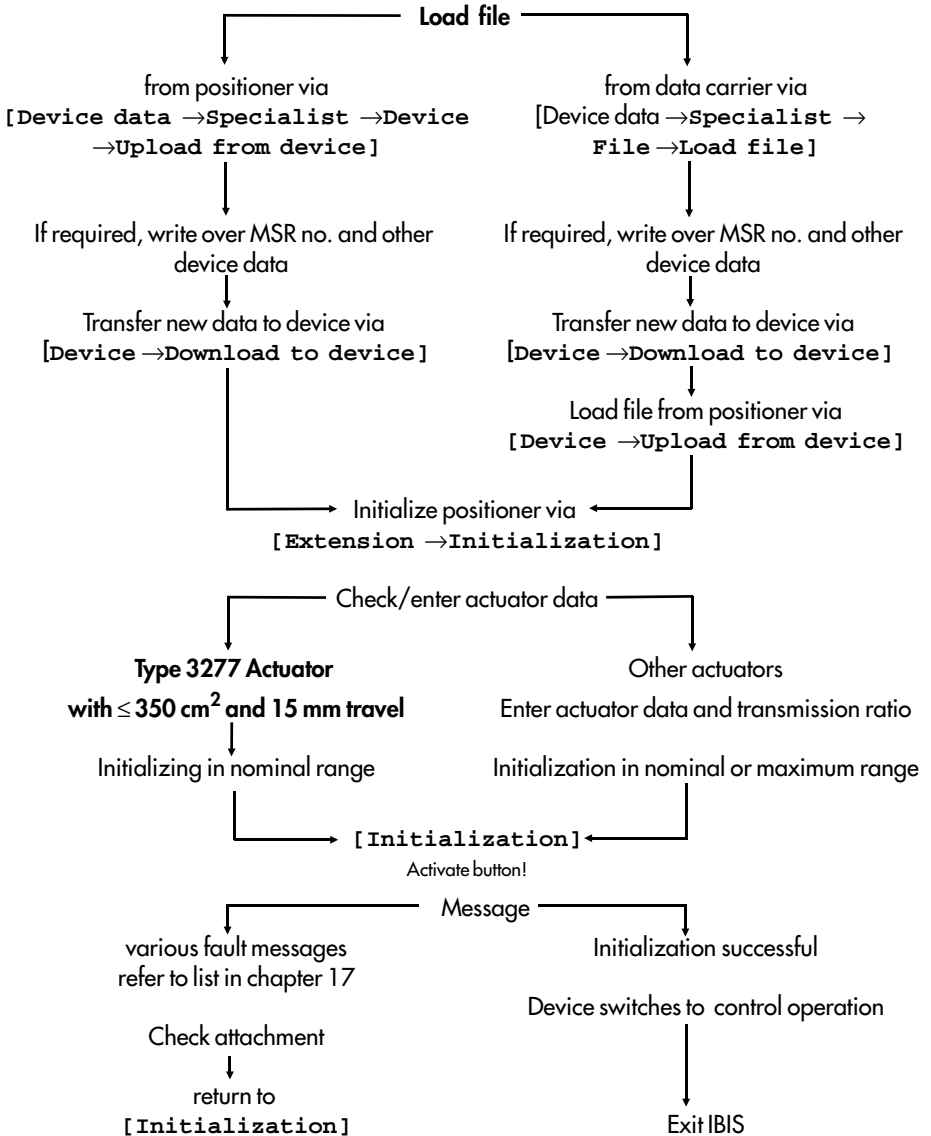 Load file
from positioner via
[Device data →Specialist →Device
→Upload from device]
from data carrier via
[Device data →Specialist →
File →Load file]
If required, write over MSR no. and other
device data
If required, write over MSR no. and other
device data
Transfer new data to device via
[Device →Download to device]
Transfer new data to device via
[Device →Download to device]
Load file from positioner via
[Device →Upload from device]
Initialize positioner via
[Extension →Initialization]
Check/enter actuator data
Type 3277 Actuator
with ≤ 350 cm² and 15 mm travel
Initializing in nominal range
Other actuators
Enter actuator data and transmission ratio
Initialization in nominal or maximum range
[Initialization]
Activate button!
Message
various fault messages
refer to list in chapter 17
Check attachment
return to
[Initialization]
Initialization successful
Device switches to control operation
Exit IBIS